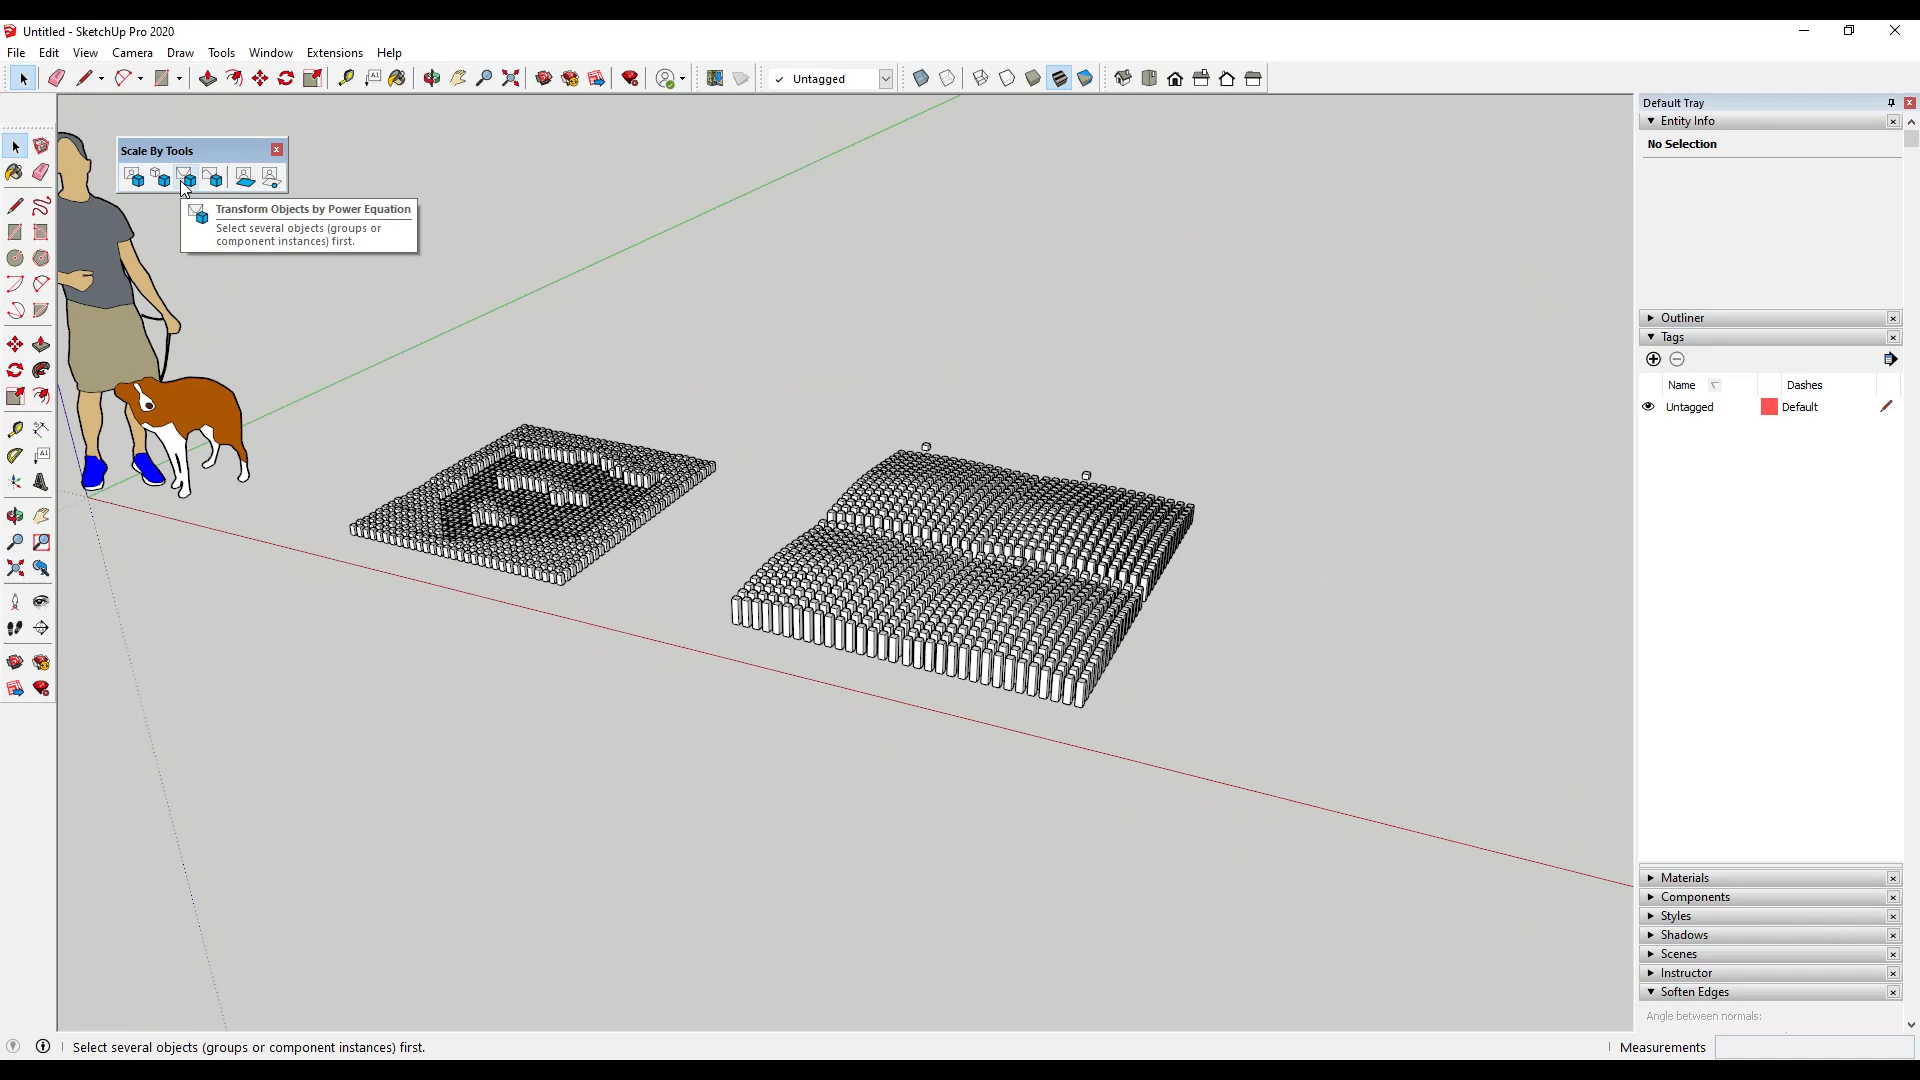 Untitled - SketchUp Pro 2020
File Edit View Camera Draw Tools Window Extensions Help
A1
✓ Untagged
Default Tray
Entity Info
No Selection
Scale By Tools
Transform Objects by Power Equation
Select several objects (groups or
component instances) first.
Outliner
Tags
Name Dashes
Untagged Default
A1
Materials
Components
Styles
Shadows
Scenes
Instructor
Soften Edges
Angle between normals:
Select several objects (groups or component instances) first.
Measurements